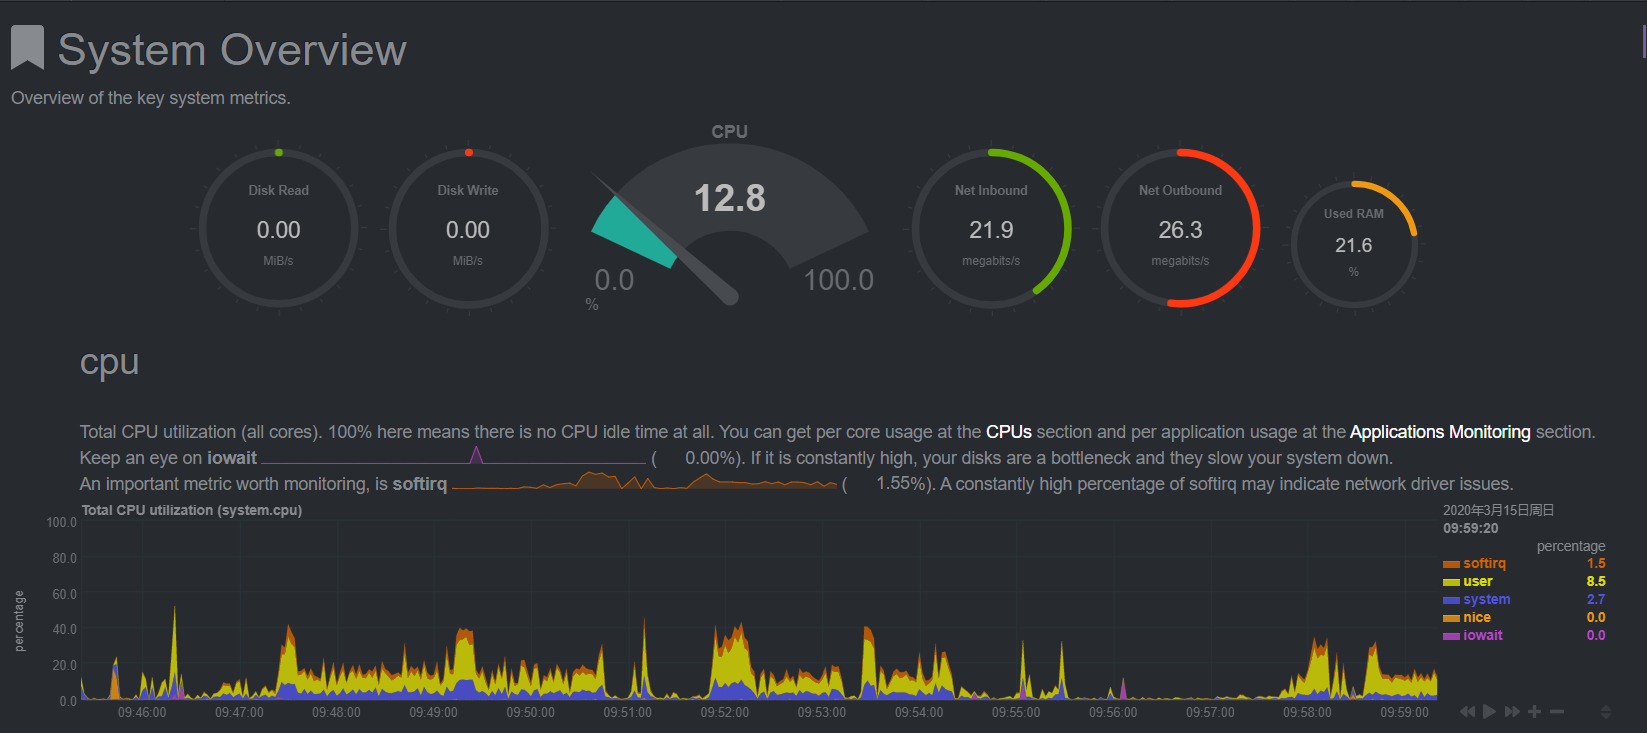 System Overview
Overview of the key system metrics.
CPU
Disk Read
0.00
MiB/s
Disk Write
0.00
MiB/s
12.8
0.0
100.0
%
Net Inbound
21.9
megabits/s
Net Outbound
26.3
megabits/s
Used RAM
21.6
%
cpu
Total CPU utilization (all cores). 100% here means there is no CPU idle time at all. You can get per core usage at the CPUs section and per application usage at the Applications Monitoring section.
Keep an eye on iowait ( 0.00%). If it is constantly high, your disks are a bottleneck and they slow your system down.
An important metric worth monitoring, is softirq ( 1.55%). A constantly high percentage of softirq may indicate network driver issues.
Total CPU utilization (system.cpu)
2020年3月15日周日
09:59:20
percentage
softirq 1.5
user 8.5
system 2.7
nice 0.0
iowait 0.0
percentage
100.0
80.0
60.0
40.0
20.0
0.0
09:46:00 09:47:00 09:48:00 09:49:00 09:50:00 09:51:00 09:52:00 09:53:00 09:54:00 09:55:00 09:56:00 09:57:00 09:58:00 09:59:00